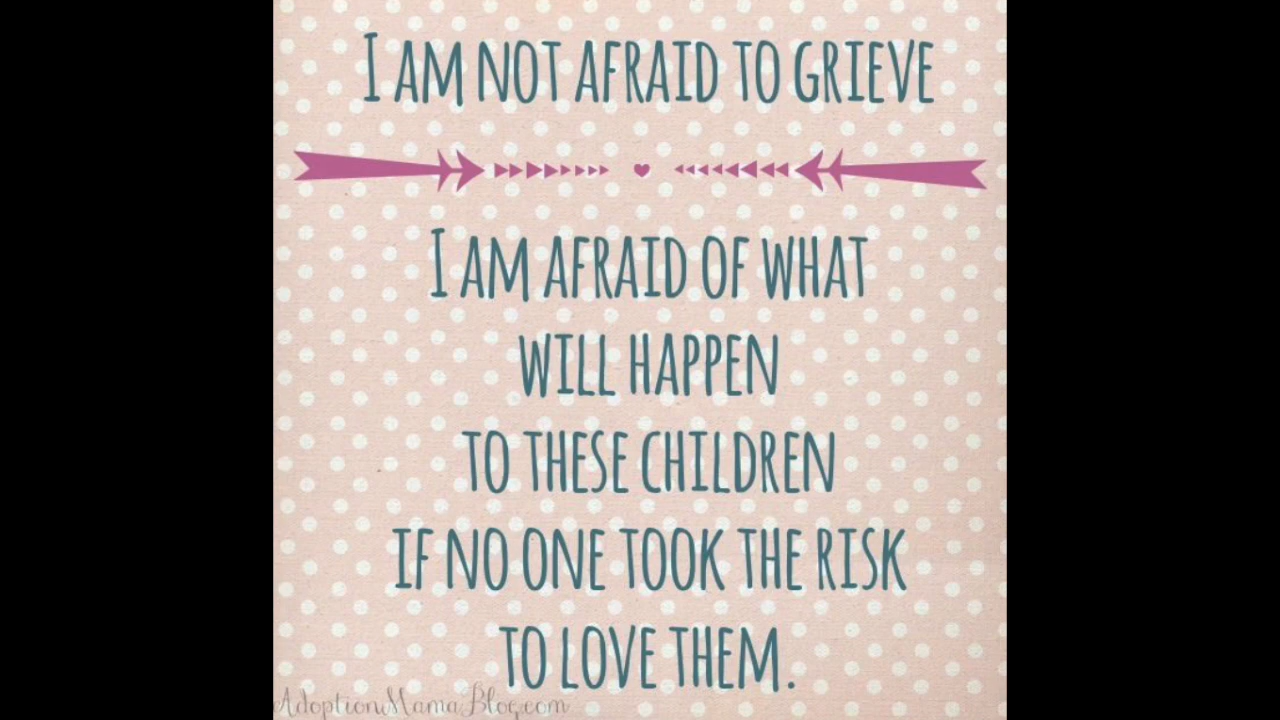 I AM NOT AFRAID TO GRIEVE
I AM AFRAID OF WHAT
WILL HAPPEN
TO THESE CHILDREN
IF NO ONE TOOK THE RISK
TO LOVE THEM.
AdoptionMamaBlog.com